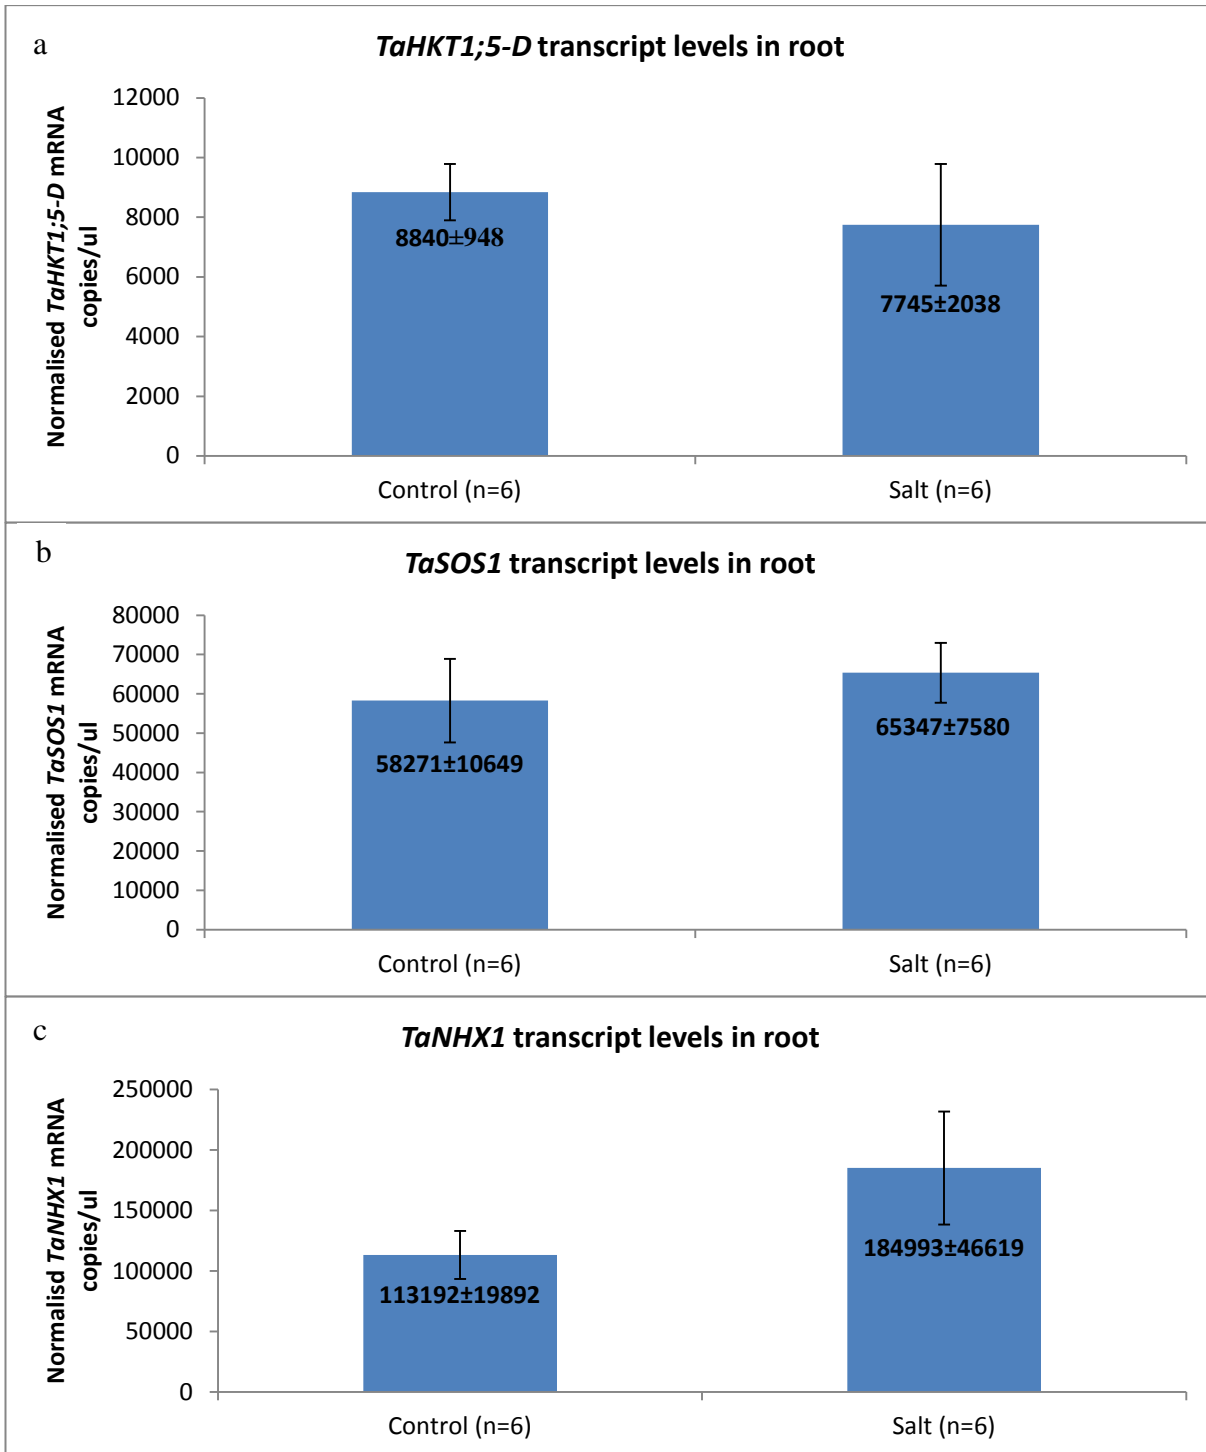 a
TaHKT1;5-D transcript levels in root
Normalised TaHKT1;5-D mRNA
copies/ul
12000
10000
8000
6000
4000
2000
0
8840±948
7745±2038
Control (n=6)
Salt (n=6)
b
TaSOS1 transcript levels in root
Normalised TaSOS1 mRNA
copies/ul
80000
70000
60000
50000
40000
30000
20000
10000
0
58271±10649
65347±7580
Control (n=6)
Salt (n=6)
c
TaNHX1 transcript levels in root
Normalisd TaNHX1 mRNA
copies/ul
250000
200000
150000
100000
50000
0
113192±19892
184993±46619
Control (n=6)
Salt (n=6)